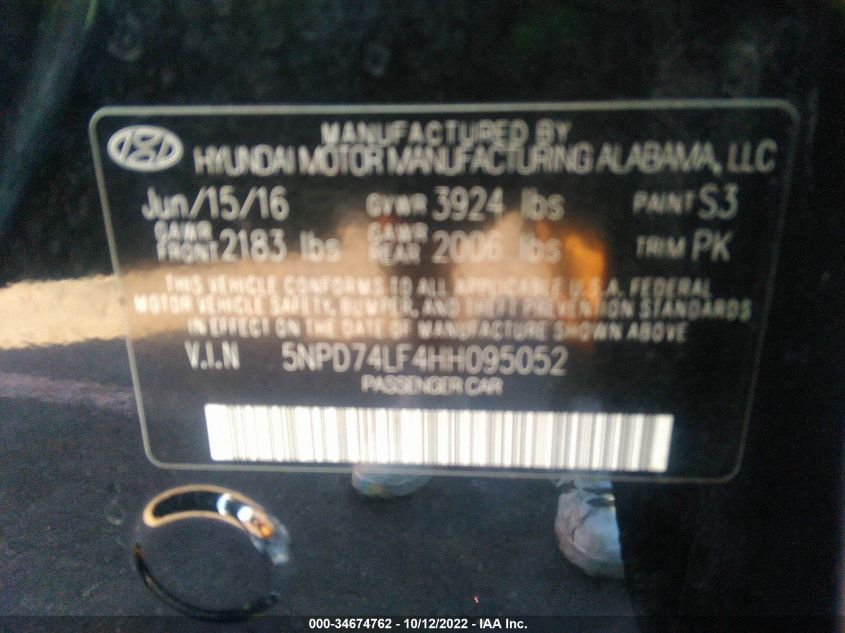 MANUFACTURED BY
HYUNDAI MOTOR MANUFACTURING ALABAMA, LLC
Jun/15/16 GVWR 3924 lbs PAINT S3
GAWR FRONT 2183 lbs GAWR REAR 2006 lbs TRIM PK
THIS VEHICLE CONFORMS TO ALL APPLICABLE U.S.A. FEDERAL
MOTOR VEHICLE SAFETY, BUMPER, AND THEFT PREVENTION STANDARDS
IN EFFECT ON THE DATE OF MANUFACTURE SHOWN ABOVE
V.I.N 5NPD74LF4HH095052
PASSENGER CAR
000-34674762 - 10/12/2022 - IAA Inc.